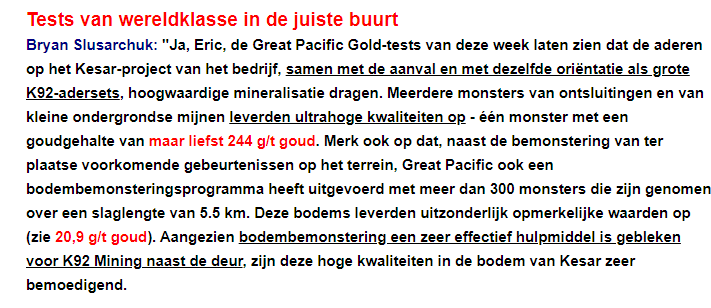 Tests van wereldklasse in de juiste buurt
Bryan Slusarchuk: "Ja, Eric, de Great Pacific Gold-tests van deze week laten zien dat de aderen
op het Kesar-project van het bedrijf, samen met de aanval en met dezelfde oriëntatie als grote
K92-adersets, hoogwaardige mineralisatie dragen. Meerdere monsters van ontsluitingen en van
kleine ondergrondse mijnen leverden ultrahoge kwaliteiten op - één monster met een
goudgehalte van maar liefst 244 g/t goud. Merk ook op dat, naast de bemonstering van ter
plaatse voorkomende gebeurtenissen op het terrein, Great Pacific ook een
bodembemonsteringsprogramma heeft uitgevoerd met meer dan 300 monsters die zijn genomen
over een slaglengte van 5.5 km. Deze bodems leverden uitzonderlijk opmerkelijke waarden op
(zie 20,9 g/t goud). Aangezien bodembemonstering een zeer effectief hulpmiddel is gebleken
voor K92 Mining naast de deur, zijn deze hoge kwaliteiten in de bodem van Kesar zeer
bemoedigend.